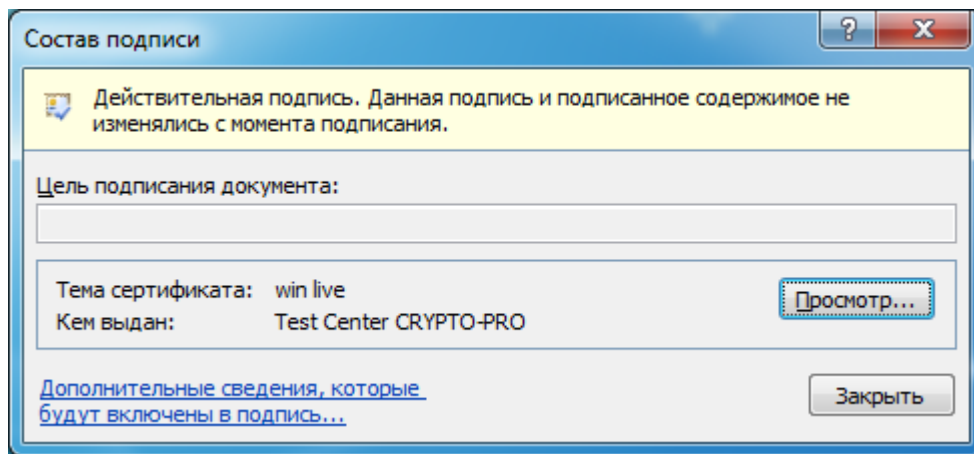 Состав подписи
Действительная подпись. Данная подпись и подписанное содержимое не
изменялись с момента подписания.
Цель подписания документа:
Тема сертификата: win live
Просмотр...
Кем выдан: Test Center CRYPTO-PRO
Дополнительные сведения, которые
будут включены в подпись...
Закрыть